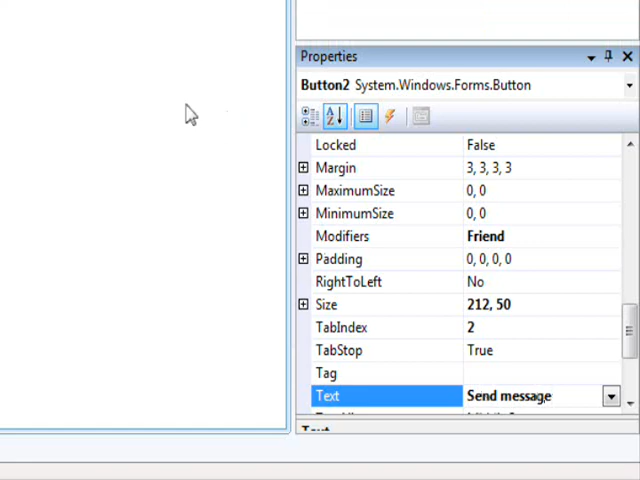 Properties
Button2 System.Windows.Forms.Button
Locked False
Margin 3, 3, 3, 3
MaximumSize 0, 0
MinimumSize 0, 0
Modifiers Friend
Padding 0, 0, 0, 0
RightToLeft No
Size 212, 50
TabIndex 2
TabStop True
Tag
Text Send message
Text